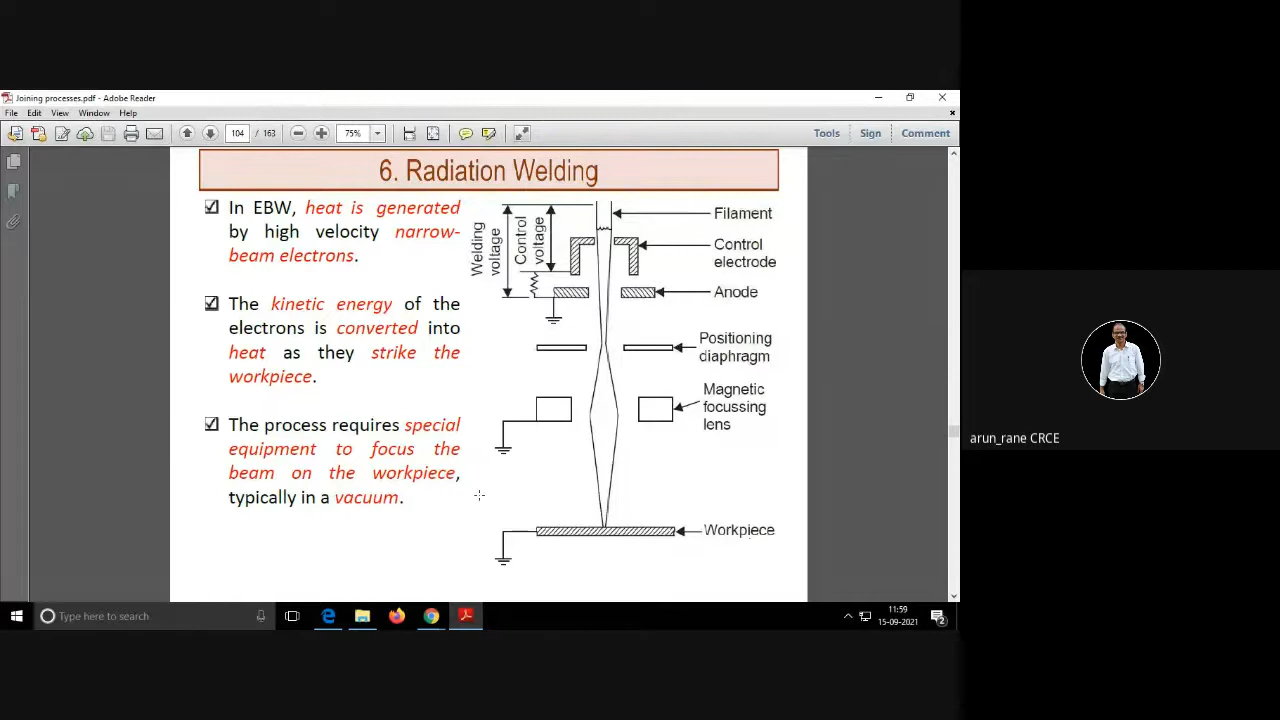 Joining processes.pdf - Adobe Reader
File Edit View Window Help
104 / 163 75% Tools Sign Comment
6. Radiation Welding
In EBW, heat is generated
by high velocity narrow-
beam electrons.
The kinetic energy of the
electrons is converted into
heat as they strike the
workpiece.
The process requires special
equipment to focus the
beam on the workpiece,
typically in a vacuum.
Welding
voltage
Control
voltage
Filament
Control
electrode
Anode
Positioning
diaphragm
Magnetic
focussing
lens
Workpiece
arun_rane CRCE
Type here to search
11:59
15-09-2021
2